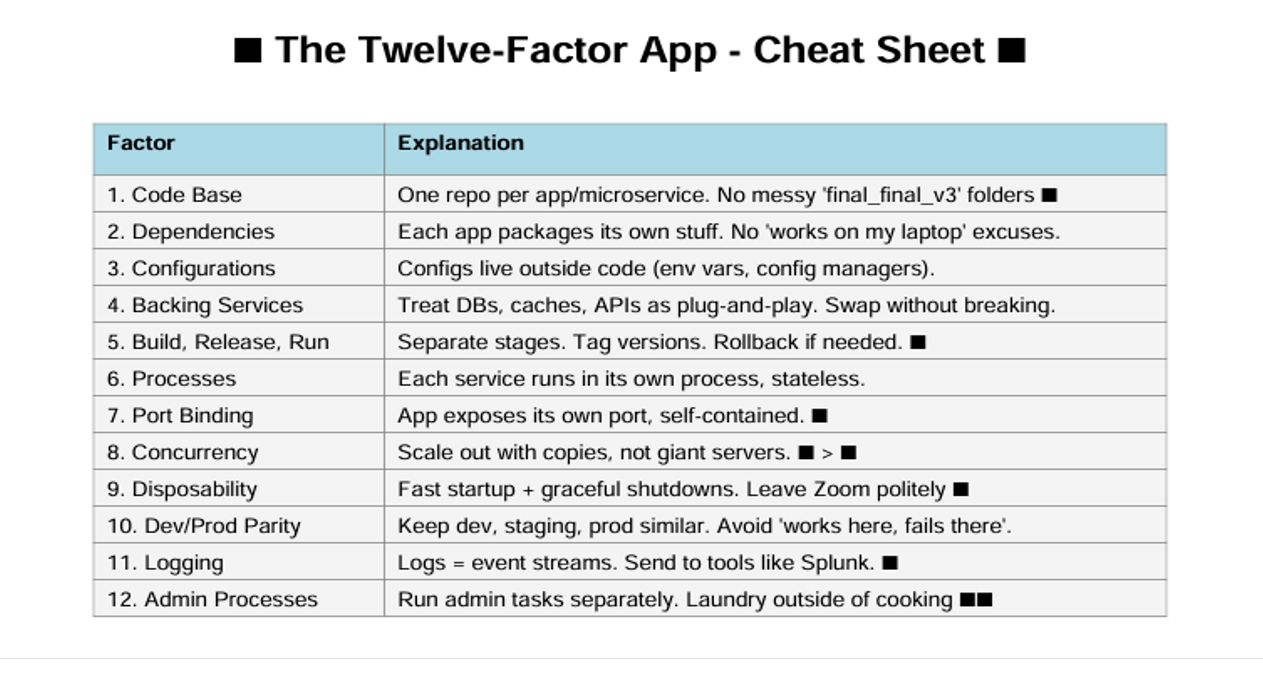 ■ The Twelve-Factor App - Cheat Sheet ■
Factor Explanation
1. Code Base One repo per app/microservice. No messy 'final_final_v3' folders ■
2. Dependencies Each app packages its own stuff. No 'works on my laptop' excuses.
3. Configurations Configs live outside code (env vars, config managers).
4. Backing Services Treat DBs, caches, APIs as plug-and-play. Swap without breaking.
5. Build, Release, Run Separate stages. Tag versions. Rollback if needed. ■
6. Processes Each service runs in its own process, stateless.
7. Port Binding App exposes its own port, self-contained. ■
8. Concurrency Scale out with copies, not giant servers. ■ > ■
9. Disposability Fast startup + graceful shutdowns. Leave Zoom politely ■
10. Dev/Prod Parity Keep dev, staging, prod similar. Avoid 'works here, fails there'.
11. Logging Logs = event streams. Send to tools like Splunk. ■
12. Admin Processes Run admin tasks separately. Laundry outside of cooking ■■